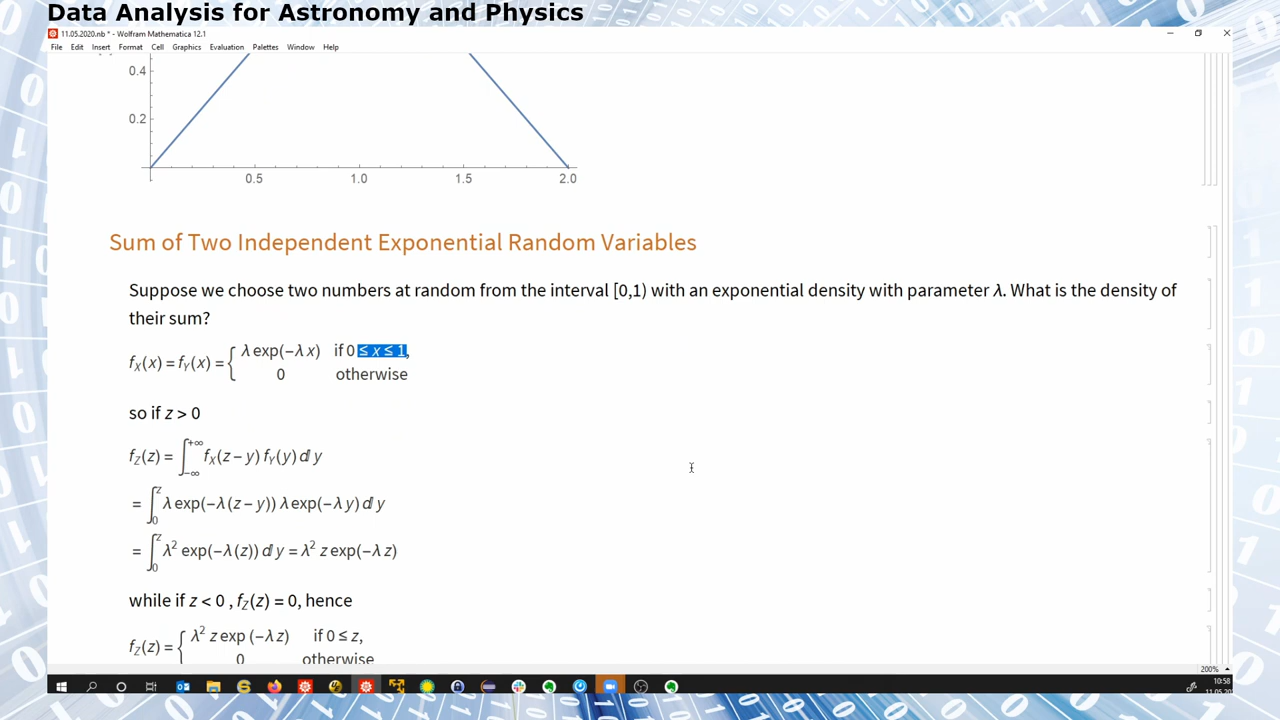 Data Analysis for Astronomy and Physics
11.05.2020.nb * - Wolfram Mathematica 12.1
File Edit Insert Format Cell Graphics Evaluation Palettes Window Help
0.4
0.2
0.5 1.0 1.5 2.0
Sum of Two Independent Exponential Random Variables
Suppose we choose two numbers at random from the interval [0,1) with an exponential density with parameter λ. What is the density of
their sum?
f_X(x) = f_Y(x) = { λ exp(−λ x) if 0 ≤ x ≤ 1,
0 otherwise
so if z > 0
f_Z(z) = ∫_{−∞}^{+∞} f_X(z − y) f_Y(y) ⅆy
= ∫_0^z λ exp(−λ (z − y)) λ exp(−λ y) ⅆy
= ∫_0^z λ² exp(−λ (z)) ⅆy = λ² z exp(−λ z)
while if z < 0 , f_Z(z) = 0, hence
f_Z(z) = { λ² z exp (−λ z) if 0 ≤ z,
0 otherwise
200%
10:58